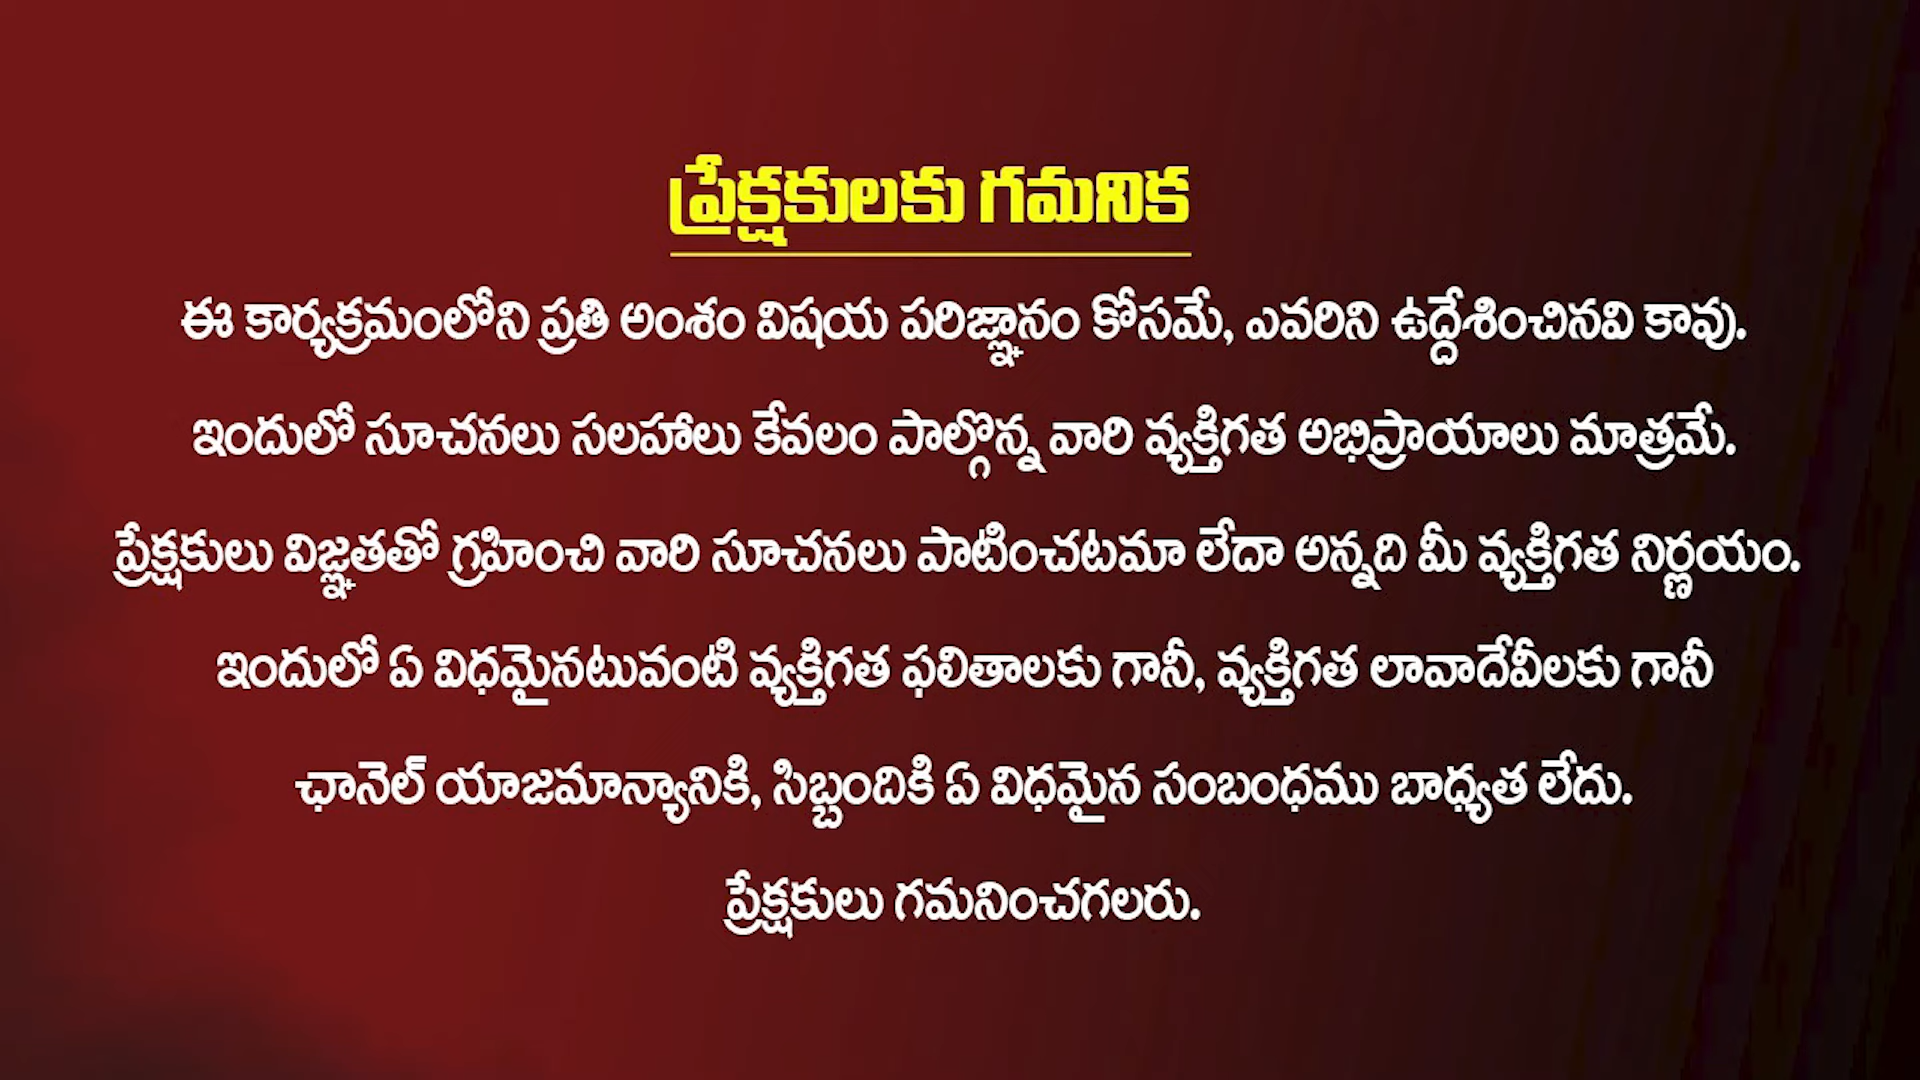 ప్రేక్షకులకు గమనిక
ఈ కార్యక్రమంలోని ప్రతి అంశం విషయ పరిజ్ఞానం కోసమే, ఎవరిని ఉద్దేశించినవి కావు.
ఇందులో సూచనలు సలహాలు కేవలం పాల్గొన్న వారి వ్యక్తిగత అభిప్రాయాలు మాత్రమే.
ప్రేక్షకులు విజ్ఞతతో గ్రహించి వారి సూచనలు పాటించటమా లేదా అన్నది మీ వ్యక్తిగత నిర్ణయం.
ఇందులో ఏ విధమైనటువంటి వ్యక్తిగత ఫలితాలకు గానీ, వ్యక్తిగత లావాదేవీలకు గానీ
ఛానెల్ యాజమాన్యానికి, సిబ్బందికి ఏ విధమైన సంబంధము బాధ్యత లేదు.
ప్రేక్షకులు గమనించగలరు.